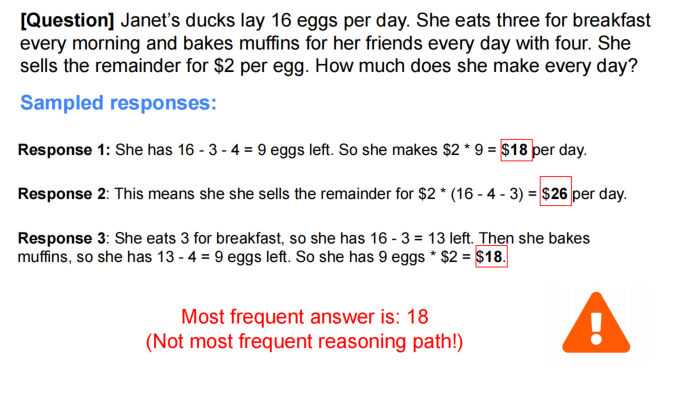 [Question] Janet’s ducks lay 16 eggs per day. She eats three for breakfast
every morning and bakes muffins for her friends every day with four. She
sells the remainder for $2 per egg. How much does she make every day?
Sampled responses:
Response 1: She has 16 - 3 - 4 = 9 eggs left. So she makes $2 * 9 = $18 per day.
Response 2: This means she she sells the remainder for $2 * (16 - 4 - 3) = $26 per day.
Response 3: She eats 3 for breakfast, so she has 16 - 3 = 13 left. Then she bakes
muffins, so she has 13 - 4 = 9 eggs left. So she has 9 eggs * $2 = $18.
Most frequent answer is: 18
(Not most frequent reasoning path!)